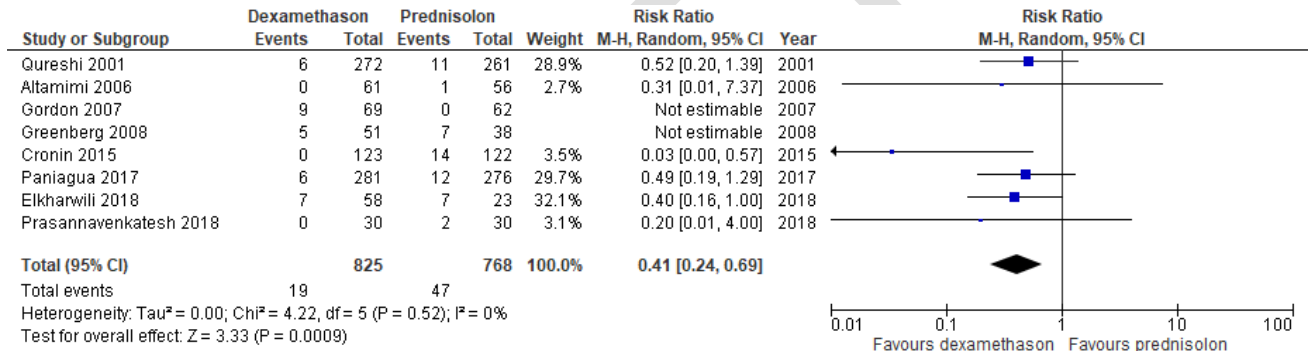 Dexamethason Prednisolon Risk Ratio Risk Ratio
Study or Subgroup Events Total Events Total Weight M-H, Random, 95% CI Year M-H, Random, 95% CI
Qureshi 2001 6 272 11 261 28.9% 0.52 [0.20, 1.39] 2001
Altamimi 2006 0 61 1 56 2.7% 0.31 [0.01, 7.37] 2006
Gordon 2007 9 69 0 62 Not estimable 2007
Greenberg 2008 5 51 7 38 Not estimable 2008
Cronin 2015 0 123 14 122 3.5% 0.03 [0.00, 0.57] 2015
Paniagua 2017 6 281 12 276 29.7% 0.49 [0.19, 1.29] 2017
Elkharwili 2018 7 58 7 23 32.1% 0.40 [0.16, 1.00] 2018
Prasannavenkatesh 2018 0 30 2 30 3.1% 0.20 [0.01, 4.00] 2018
Total (95% CI) 825 768 100.0% 0.41 [0.24, 0.69]
Total events 19 47
Heterogeneity: Tau² = 0.00; Chi² = 4.22, df = 5 (P = 0.52); I² = 0%
Test for overall effect: Z = 3.33 (P = 0.0009)
0.01 0.1 1 10 100
Favours dexamethason Favours prednisolon